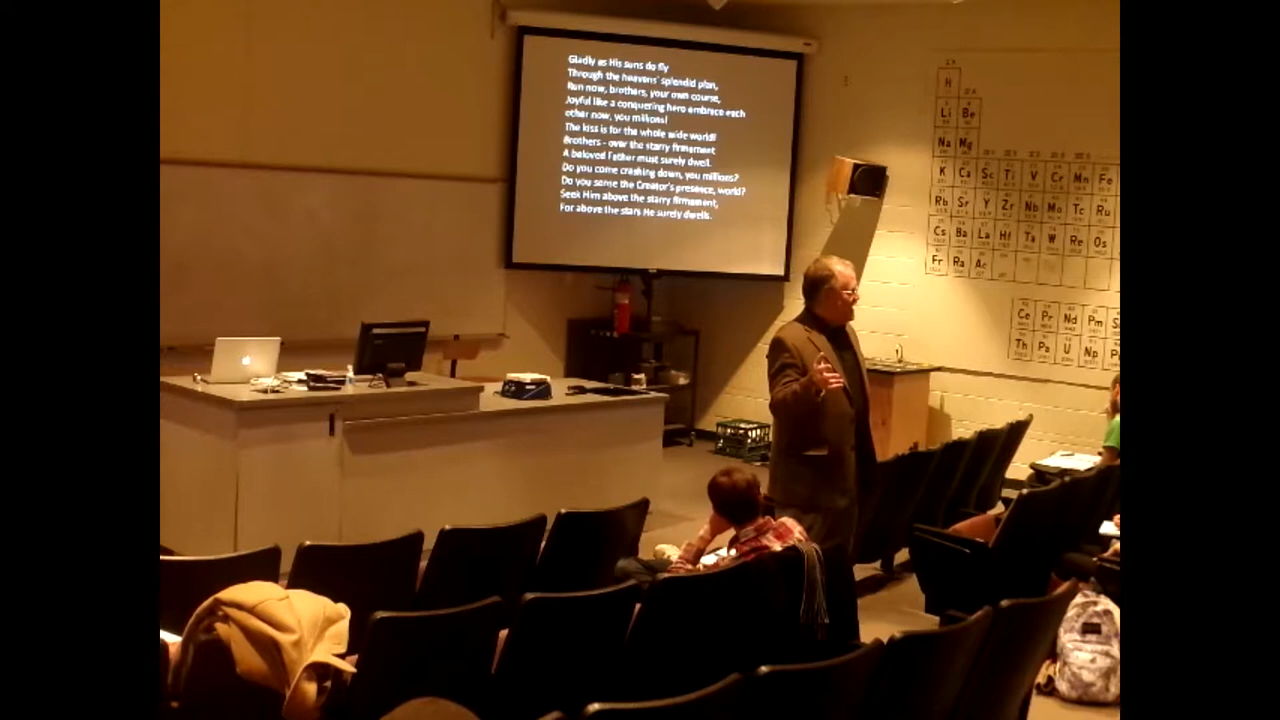 Gladly as His suns do fly
Through the heavens' splendid plan,
Run now, brothers, your own course,
Joyful like a conquering hero embrace each
other now, you millions!
The kiss is for the whole wide world!
Brothers - over the starry firmament
A beloved Father must surely dwell.
Do you come crashing down, you millions?
Do you sense the Creator's presence, world?
Seek Him above the starry firmament,
For above the stars He surely dwells.
H
Li Be
Na Mg
K Ca Sc Ti V Cr Mn Fe
Rb Sr Y Zr Nb Mo Tc Ru
Cs Ba La Hf Ta W Re Os
Fr Ra Ac
Ce Pr Nd Pm
Th Pa U Np